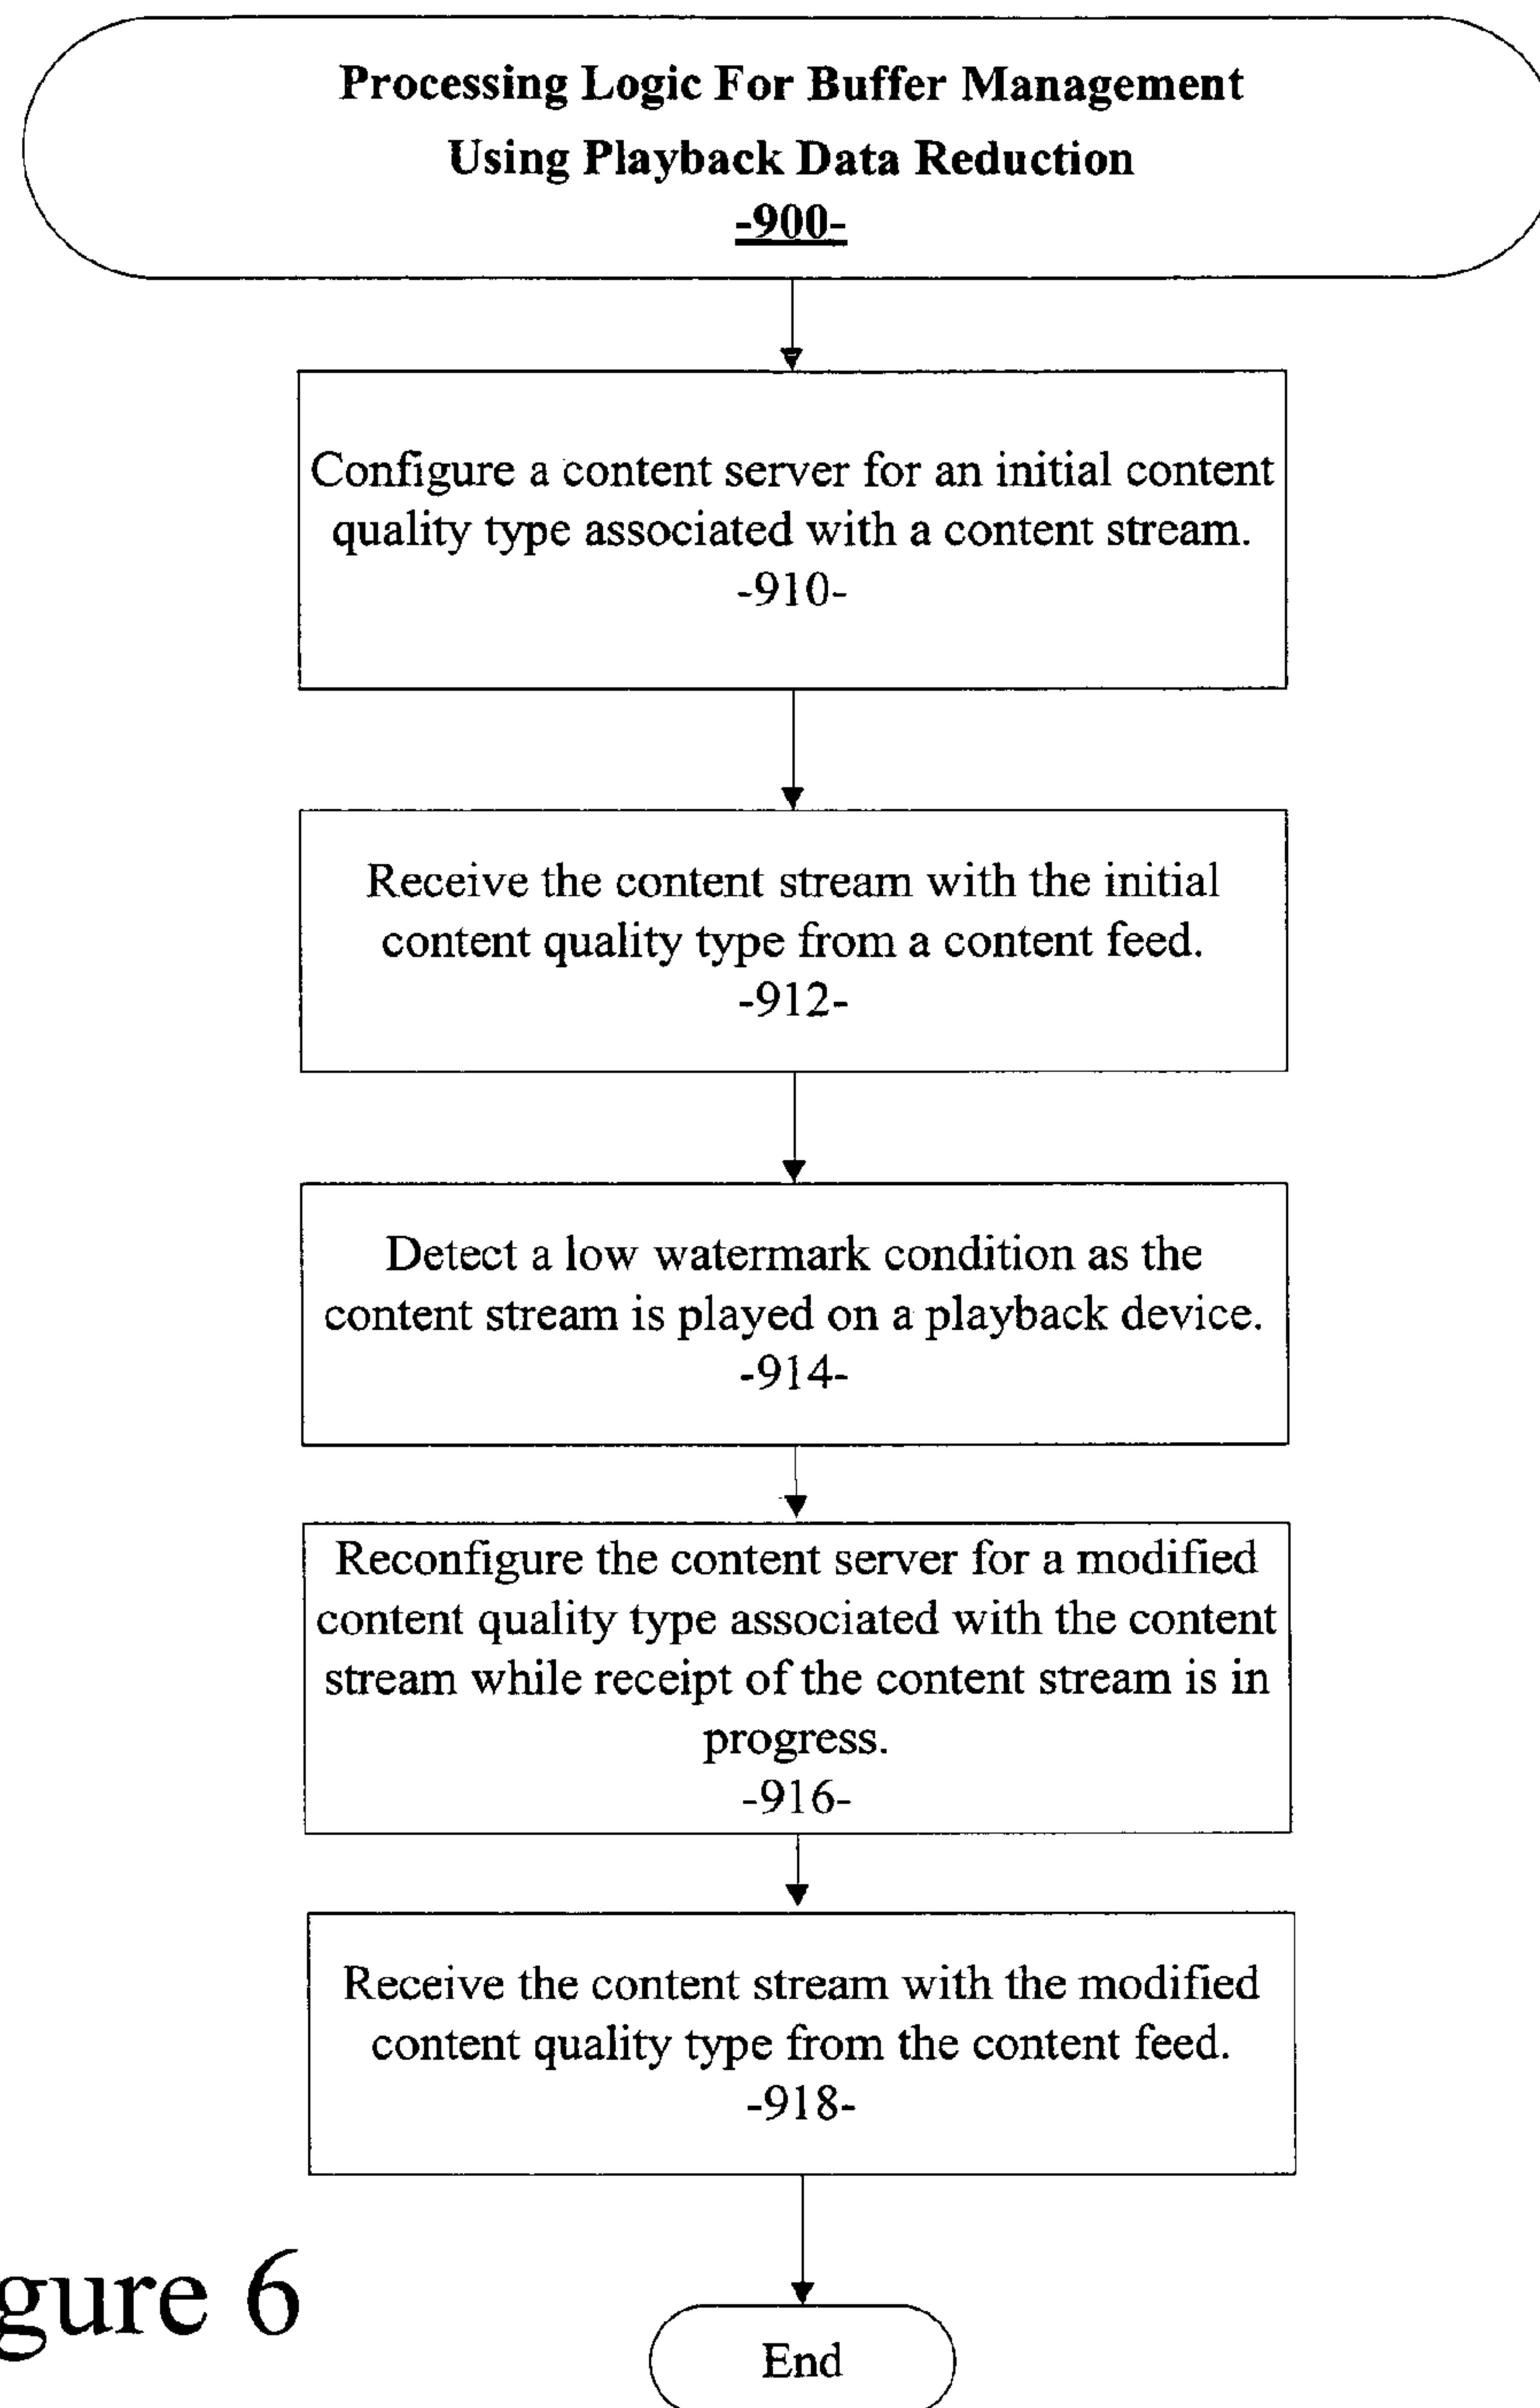 Processing Logic For Buffer Management
Using Playback Data Reduction
-900-
Configure a content server for an initial content
quality type associated with a content stream.
-910-
Receive the content stream with the initial
content quality type from a content feed.
-912-
Detect a low watermark condition as the
content stream is played on a playback device.
-914-
Reconfigure the content server for a modified
content quality type associated with the content
stream while receipt of the content stream is in
progress.
-916-
Receive the content stream with the modified
content quality type from the content feed.
-918-
gure 6
End